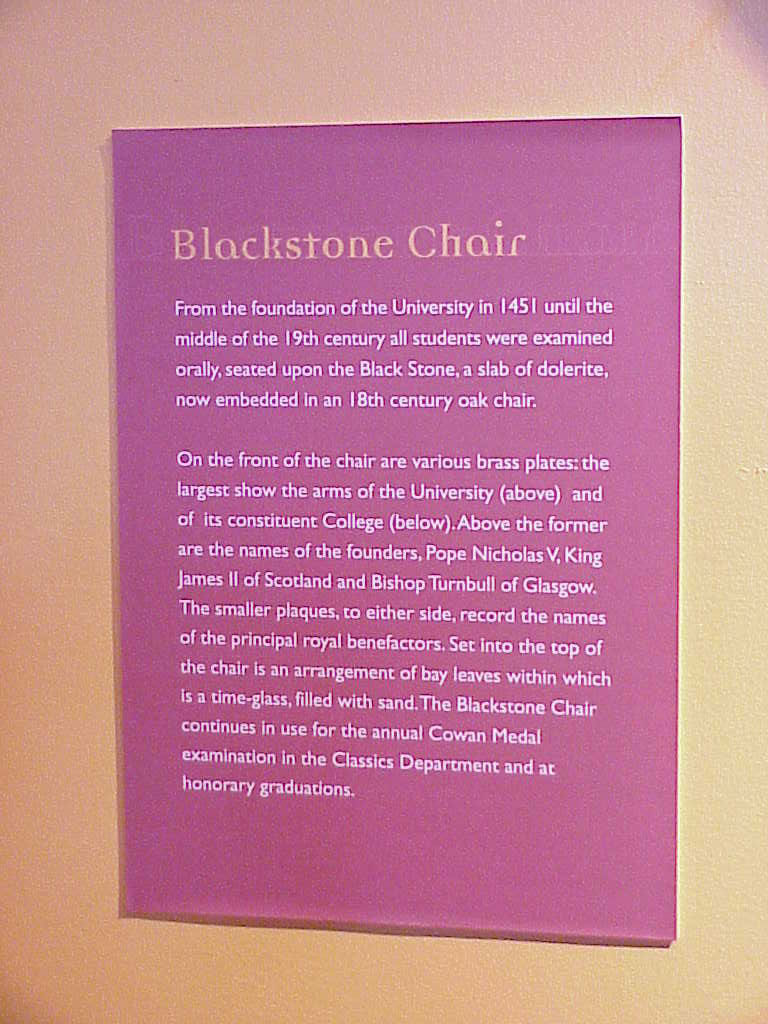 Blackstone Chair
From the foundation of the University in 1451 until the
middle of the 19th century all students were examined
orally, seated upon the Black Stone, a slab of dolerite,
now embedded in an 18th century oak chair.
On the front of the chair are various brass plates: the
largest show the arms of the University (above) and
of its constituent College (below). Above the former
are the names of the founders, Pope Nicholas V, King
James II of Scotland and Bishop Turnbull of Glasgow.
The smaller plaques, to either side, record the names
of the principal royal benefactors. Set into the top of
the chair is an arrangement of bay leaves within which
is a time-glass, filled with sand. The Blackstone Chair
continues in use for the annual Cowan Medal
examination in the Classics Department and at
honorary graduations.